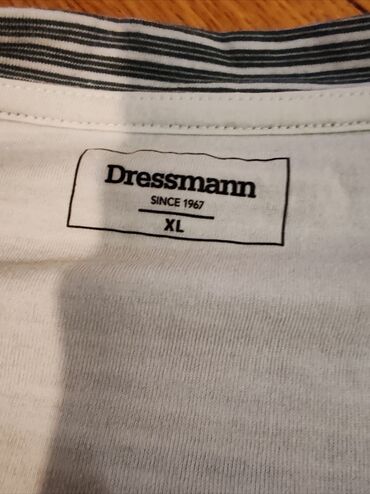 Dressmann
SINCE 1967
XL